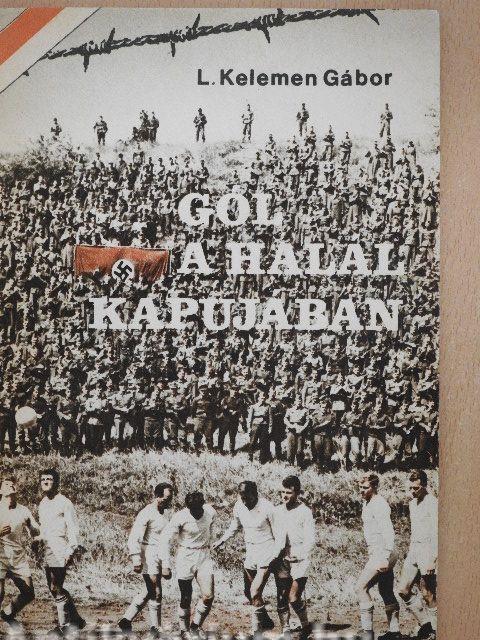 L. Kelemen Gábor
GÓL
A HALÁL
KAPUJÁBAN